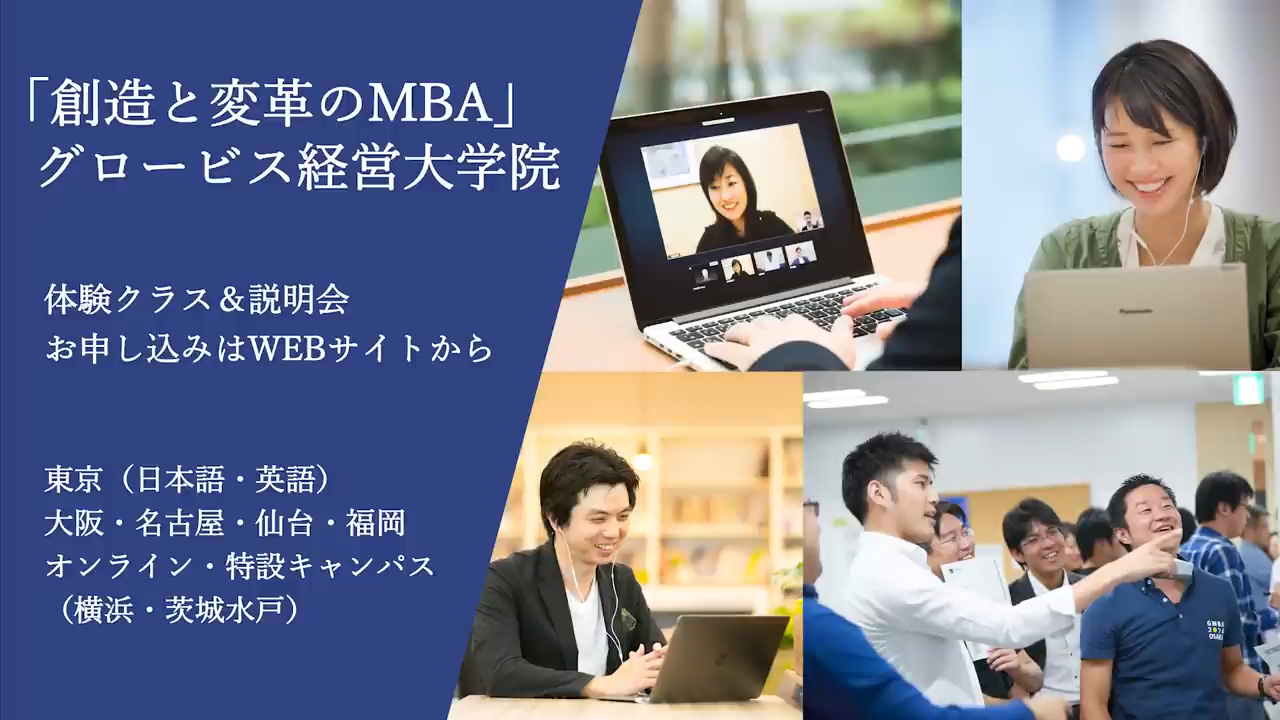 「創造と変革のMBA」
グロービス経営大学院
体験クラス＆説明会
お申し込みはWEBサイトから
東京（日本語・英語）
大阪・名古屋・仙台・福岡
オンライン・特設キャンパス
（横浜・茨城水戸）
Panasonic
GMBA